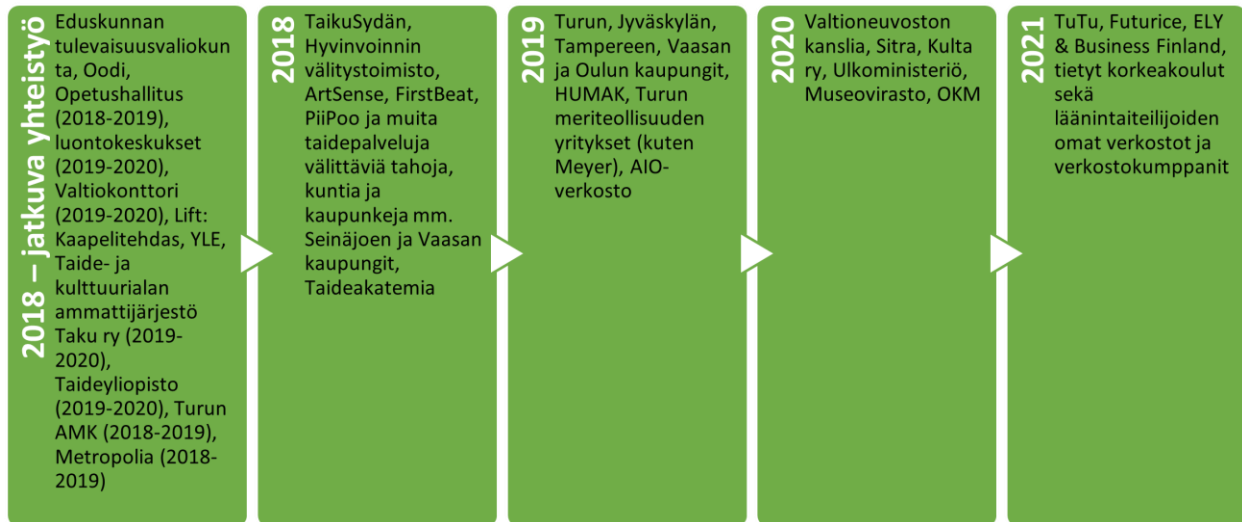 2018 – jatkuva yhteistyö
Eduskunnan
tulevaisuusvaliokun
ta, Oodi,
Opetushallitus
(2018-2019),
luontokeskukset
(2019-2020),
Valtiokonttori
(2019-2020), Lift:
Kaapelitehdas, YLE,
Taide- ja
kulttuurialan
ammattijärjestö
Taku ry (2019-
2020),
Taideyliopisto
(2019-2020), Turun
AMK (2018-2019),
Metropolia (2018-
2019)
2018
TaikuSydän,
Hyvinvoinnin
välitystoimisto,
ArtSense, FirstBeat,
PiiPoo ja muita
taidepalveluja
välittäviä tahoja,
kuntia ja
kaupunkeja mm.
Seinäjoen ja Vaasan
kaupungit,
Taideakatemia
2019
Turun, Jyväskylän,
Tampereen, Vaasan
ja Oulun kaupungit,
HUMAK, Turun
meriteollisuuden
yritykset (kuten
Meyer), AIO-
verkosto
2020
Valtioneuvoston
kanslia, Sitra, Kulta
ry, Ulkoministeriö,
Museovirasto, OKM
2021
TuTu, Futurice, ELY
& Business Finland,
tietyt korkeakoulut
sekä
läänintaiteilijoiden
omat verkostot ja
verkostokumppanit